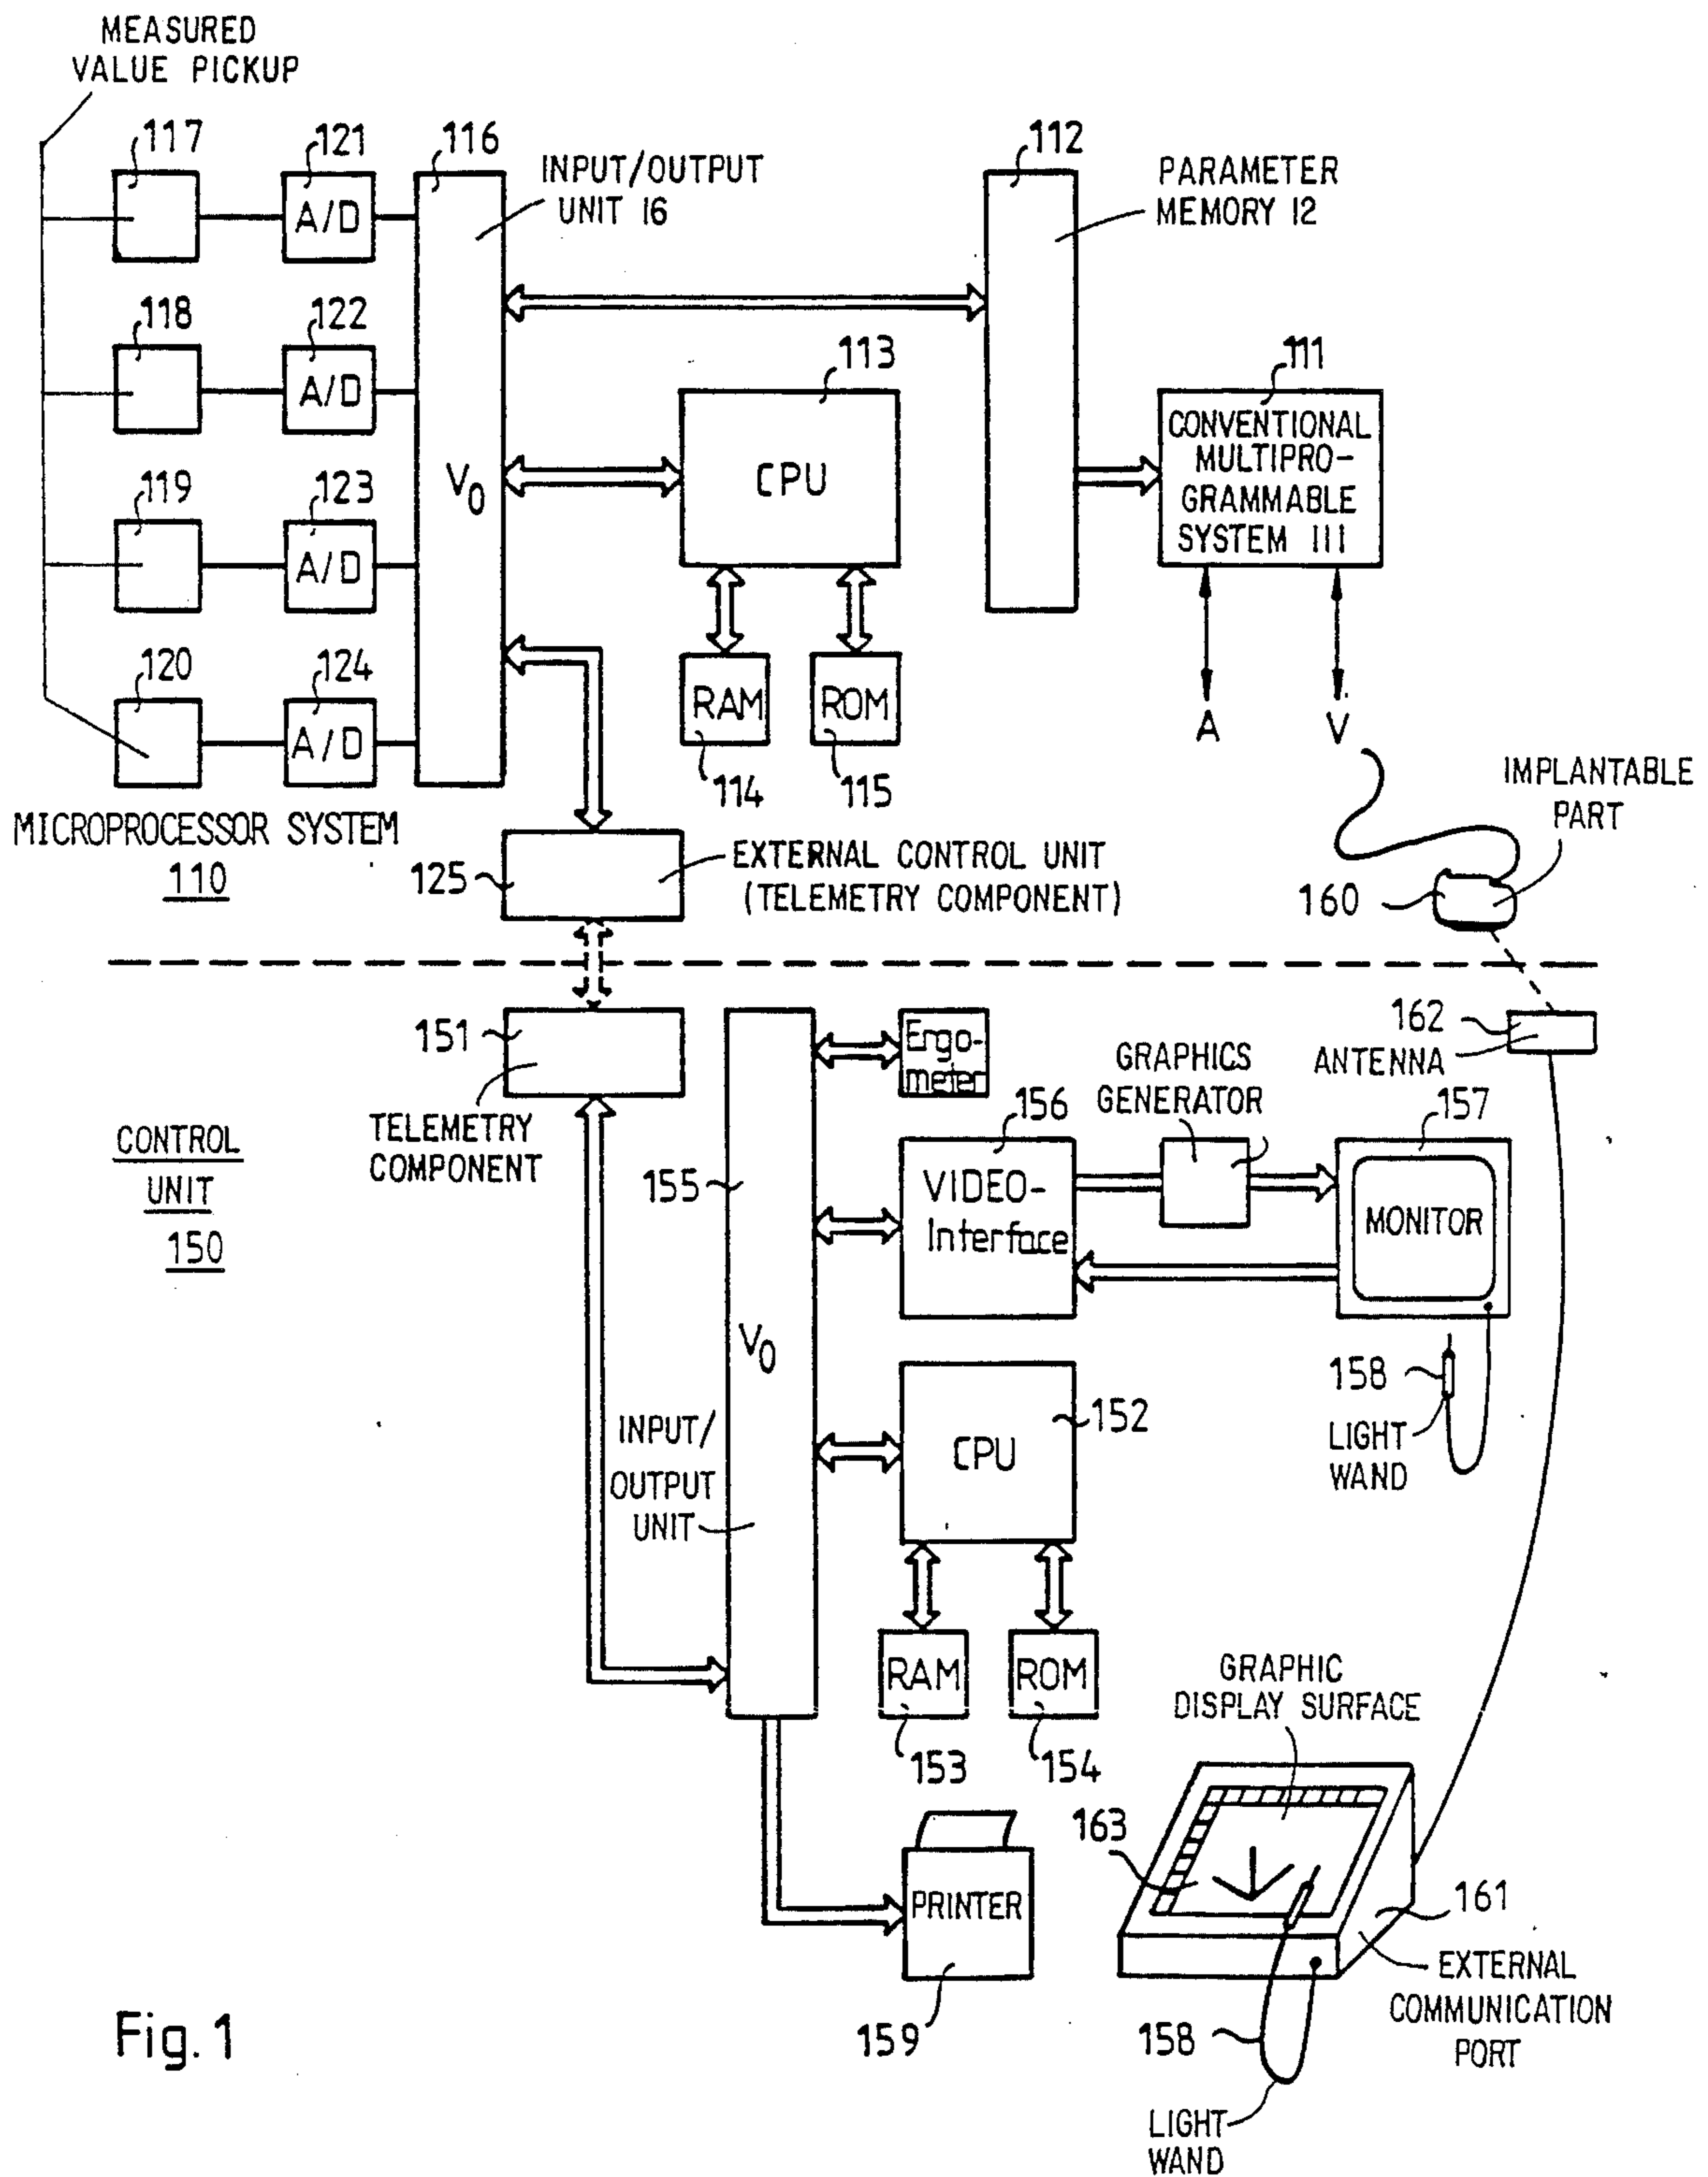 MEASURED
VALUE PICKUP
117
121
116
112
INPUT/OUTPUT
UNIT 16
PARAMETER
MEMORY 12
A/D
118
122
A/D
113
111
CPU
CONVENTIONAL
MULTIPRO-
GRAMMABLE
SYSTEM 111
V0
119
123
A/D
120
124
A/D
RAM
ROM
A
V
114
115
IMPLANTABLE
PART
MICROPROCESSOR SYSTEM
110
125
EXTERNAL CONTROL UNIT
(TELEMETRY COMPONENT)
160
151
Ergo-
meter
162
ANTENNA
TELEMETRY
COMPONENT
GRAPHICS
GENERATOR
156
157
CONTROL
UNIT
150
155
VIDEO-
Interface
MONITOR
V0
158
LIGHT
WAND
INPUT/
OUTPUT
UNIT
CPU
152
RAM
ROM
153
154
GRAPHIC
DISPLAY SURFACE
163
PRINTER
159
161
EXTERNAL
COMMUNICATION
PORT
158
LIGHT
WAND
Fig. 1